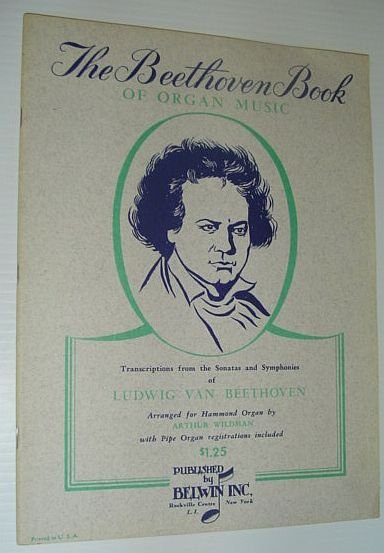 The Beethoven Book
OF ORGAN MUSIC
Transcriptions from the Sonatas and Symphonies
of
LUDWIG VAN BEETHOVEN
Arranged for Hammond Organ by
ARTHUR WILDMAN
with Pipe Organ registrations included
$1.25
PUBLISHED
by
BELWIN INC.
Rockville Centre New York
L. I.
Printed in U. S. A.